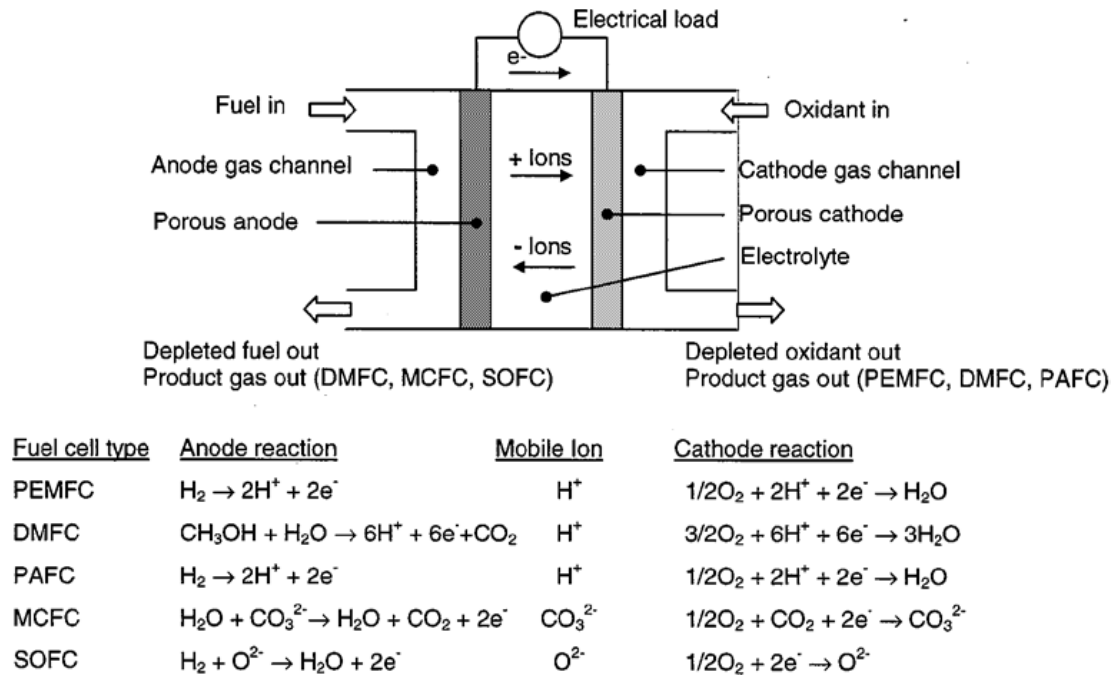 Electrical load
e-
Fuel in
Oxidant in
Anode gas channel
+ Ions
Cathode gas channel
Porous anode
Porous cathode
- Ions
Electrolyte
Depleted fuel out
Product gas out (DMFC, MCFC, SOFC)
Depleted oxidant out
Product gas out (PEMFC, DMFC, PAFC)
Fuel cell type Anode reaction Mobile Ion Cathode reaction
PEMFC H₂ → 2H⁺ + 2e⁻ H⁺ 1/2O₂ + 2H⁺ + 2e⁻ → H₂O
DMFC CH₃OH + H₂O → 6H⁺ + 6e⁻+CO₂ H⁺ 3/2O₂ + 6H⁺ + 6e⁻ → 3H₂O
PAFC H₂ → 2H⁺ + 2e⁻ H⁺ 1/2O₂ + 2H⁺ + 2e⁻ → H₂O
MCFC H₂O + CO₃²⁻ → H₂O + CO₂ + 2e⁻ CO₃²⁻ 1/2O₂ + CO₂ + 2e⁻ → CO₃²⁻
SOFC H₂ + O²⁻ → H₂O + 2e⁻ O²⁻ 1/2O₂ + 2e⁻ → O²⁻